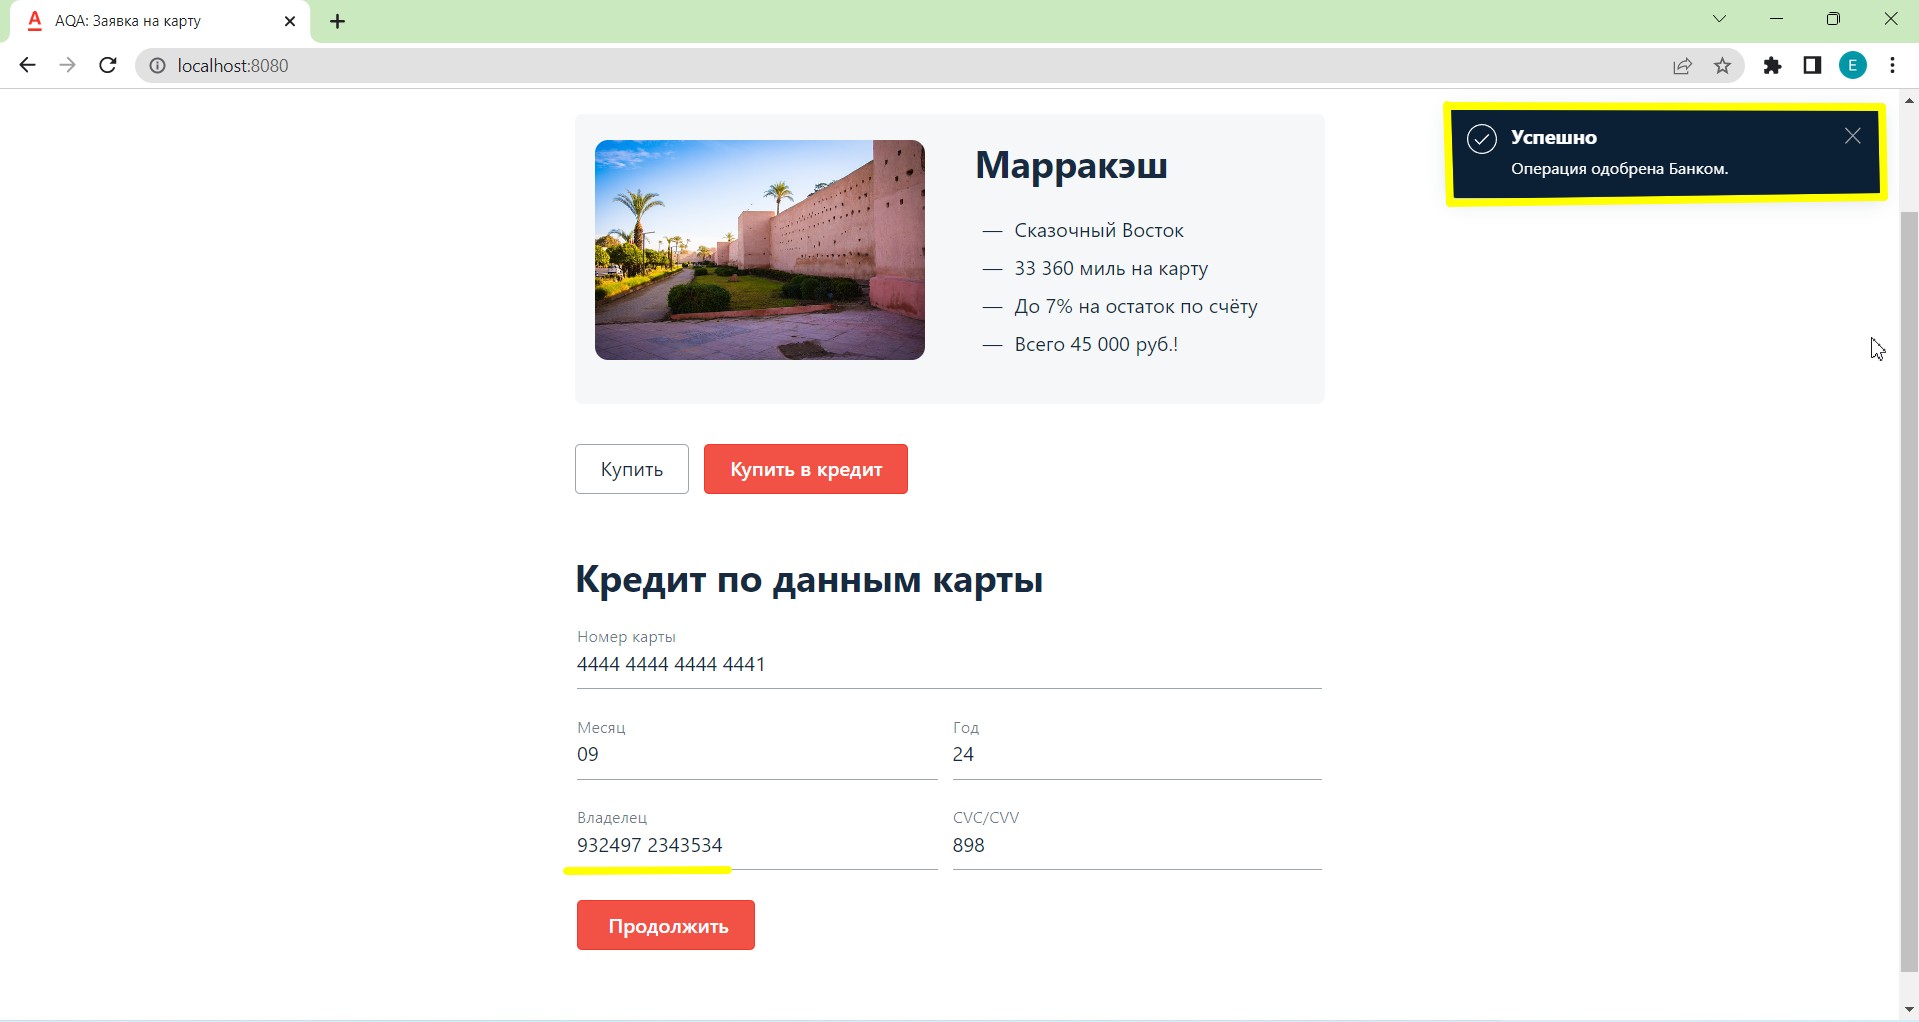 A AQA: Заявка на карту
localhost:8080
E
Успешно
Операция одобрена Банком.
Марракэш
— Сказочный Восток
— 33 360 миль на карту
— До 7% на остаток по счёту
— Всего 45 000 руб.!
Купить Купить в кредит
Кредит по данным карты
Номер карты
4444 4444 4444 4441
Месяц Год
09 24
Владелец CVC/CVV
932497 2343534 898
Продолжить